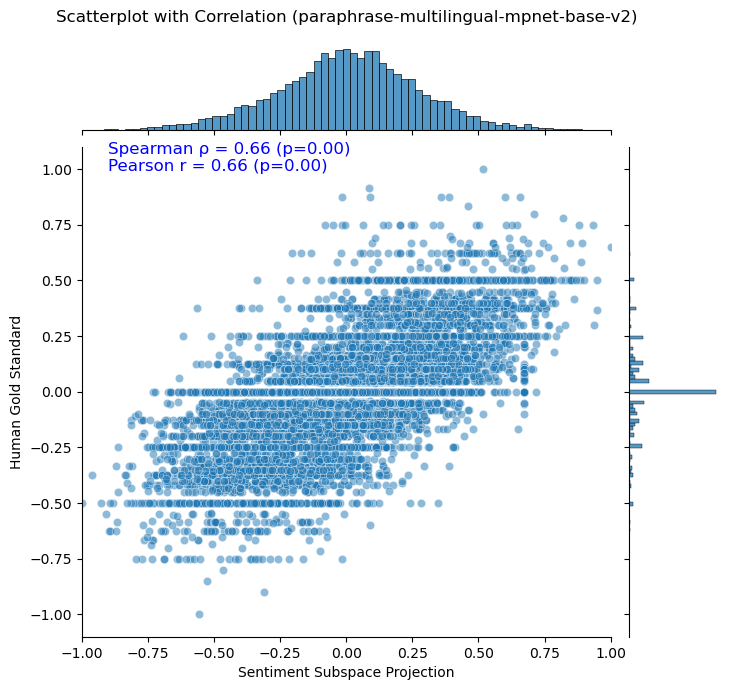 Scatterplot with Correlation (paraphrase-multilingual-mpnet-base-v2)
Spearman ρ = 0.66 (p=0.00)
Pearson r = 0.66 (p=0.00)
Human Gold Standard
1.00
0.75
0.50
0.25
0.00
−0.25
−0.50
−0.75
−1.00
−1.00 −0.75 −0.50 −0.25 0.00 0.25 0.50 0.75 1.00
Sentiment Subspace Projection